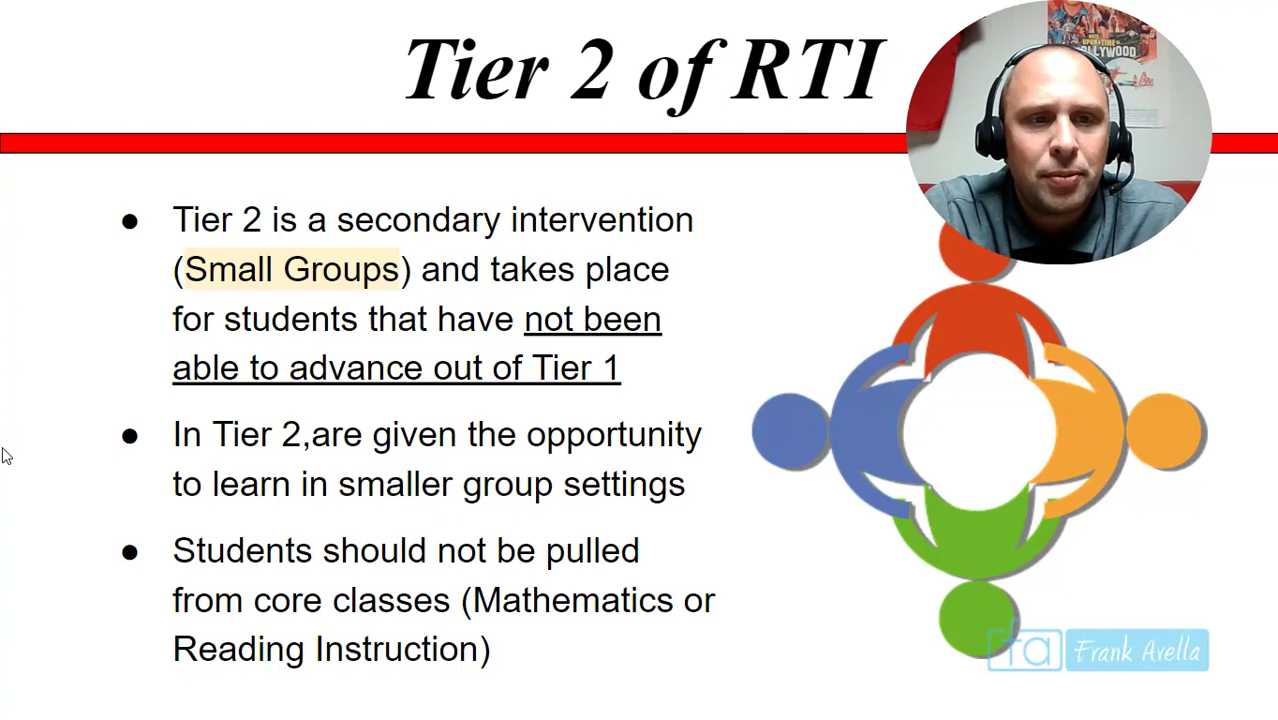 Tier 2 of RTI
HOLLYWOOD
● Tier 2 is a secondary intervention
(Small Groups) and takes place
for students that have not been
able to advance out of Tier 1
● In Tier 2,are given the opportunity
to learn in smaller group settings
● Students should not be pulled
from core classes (Mathematics or
Reading Instruction)
fa Frank Avella